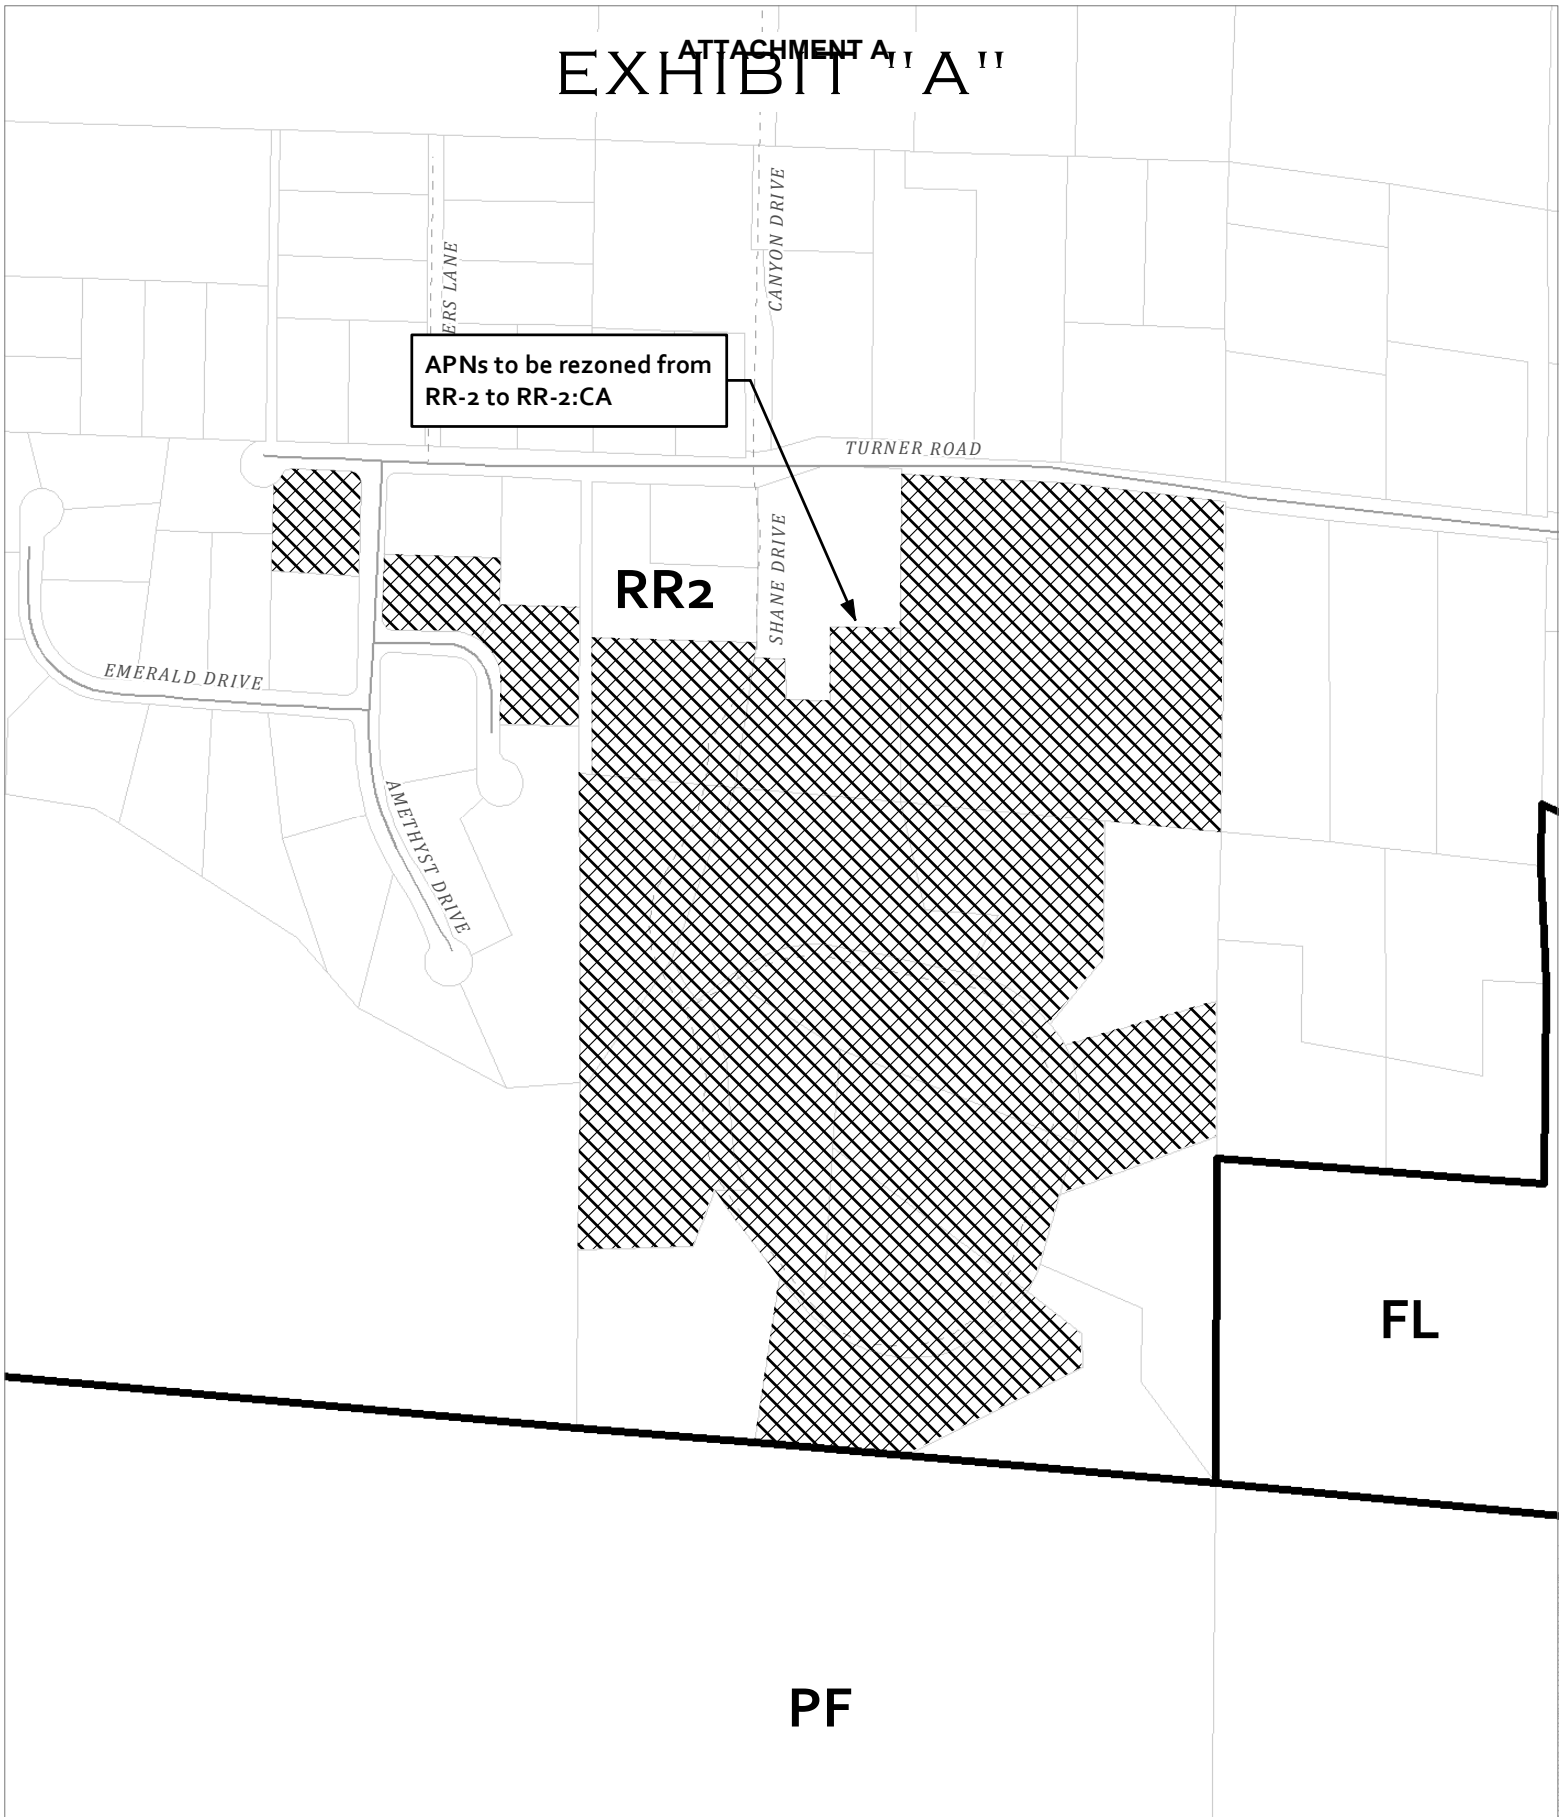 ATTACHMENT A
EXHIBIT "A"
CANYON DRIVE
ERS LANE
APNs to be rezoned from
RR-2 to RR-2:CA
TURNER ROAD
SHANE DRIVE
RR2
EMERALD DRIVE
AMETHYST DRIVE
FL
PF